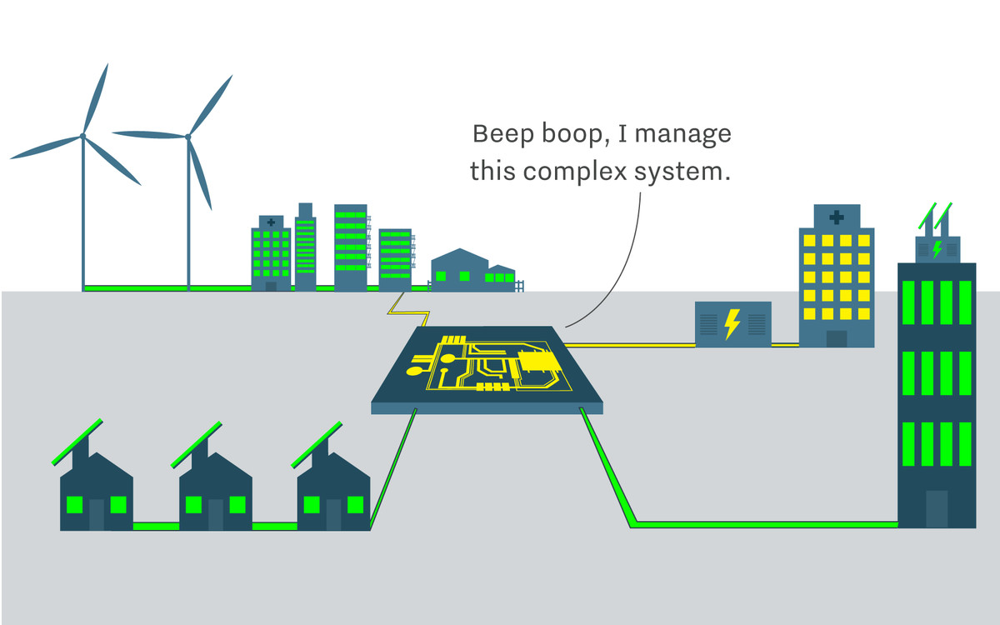 Beep boop, I manage
this complex system.